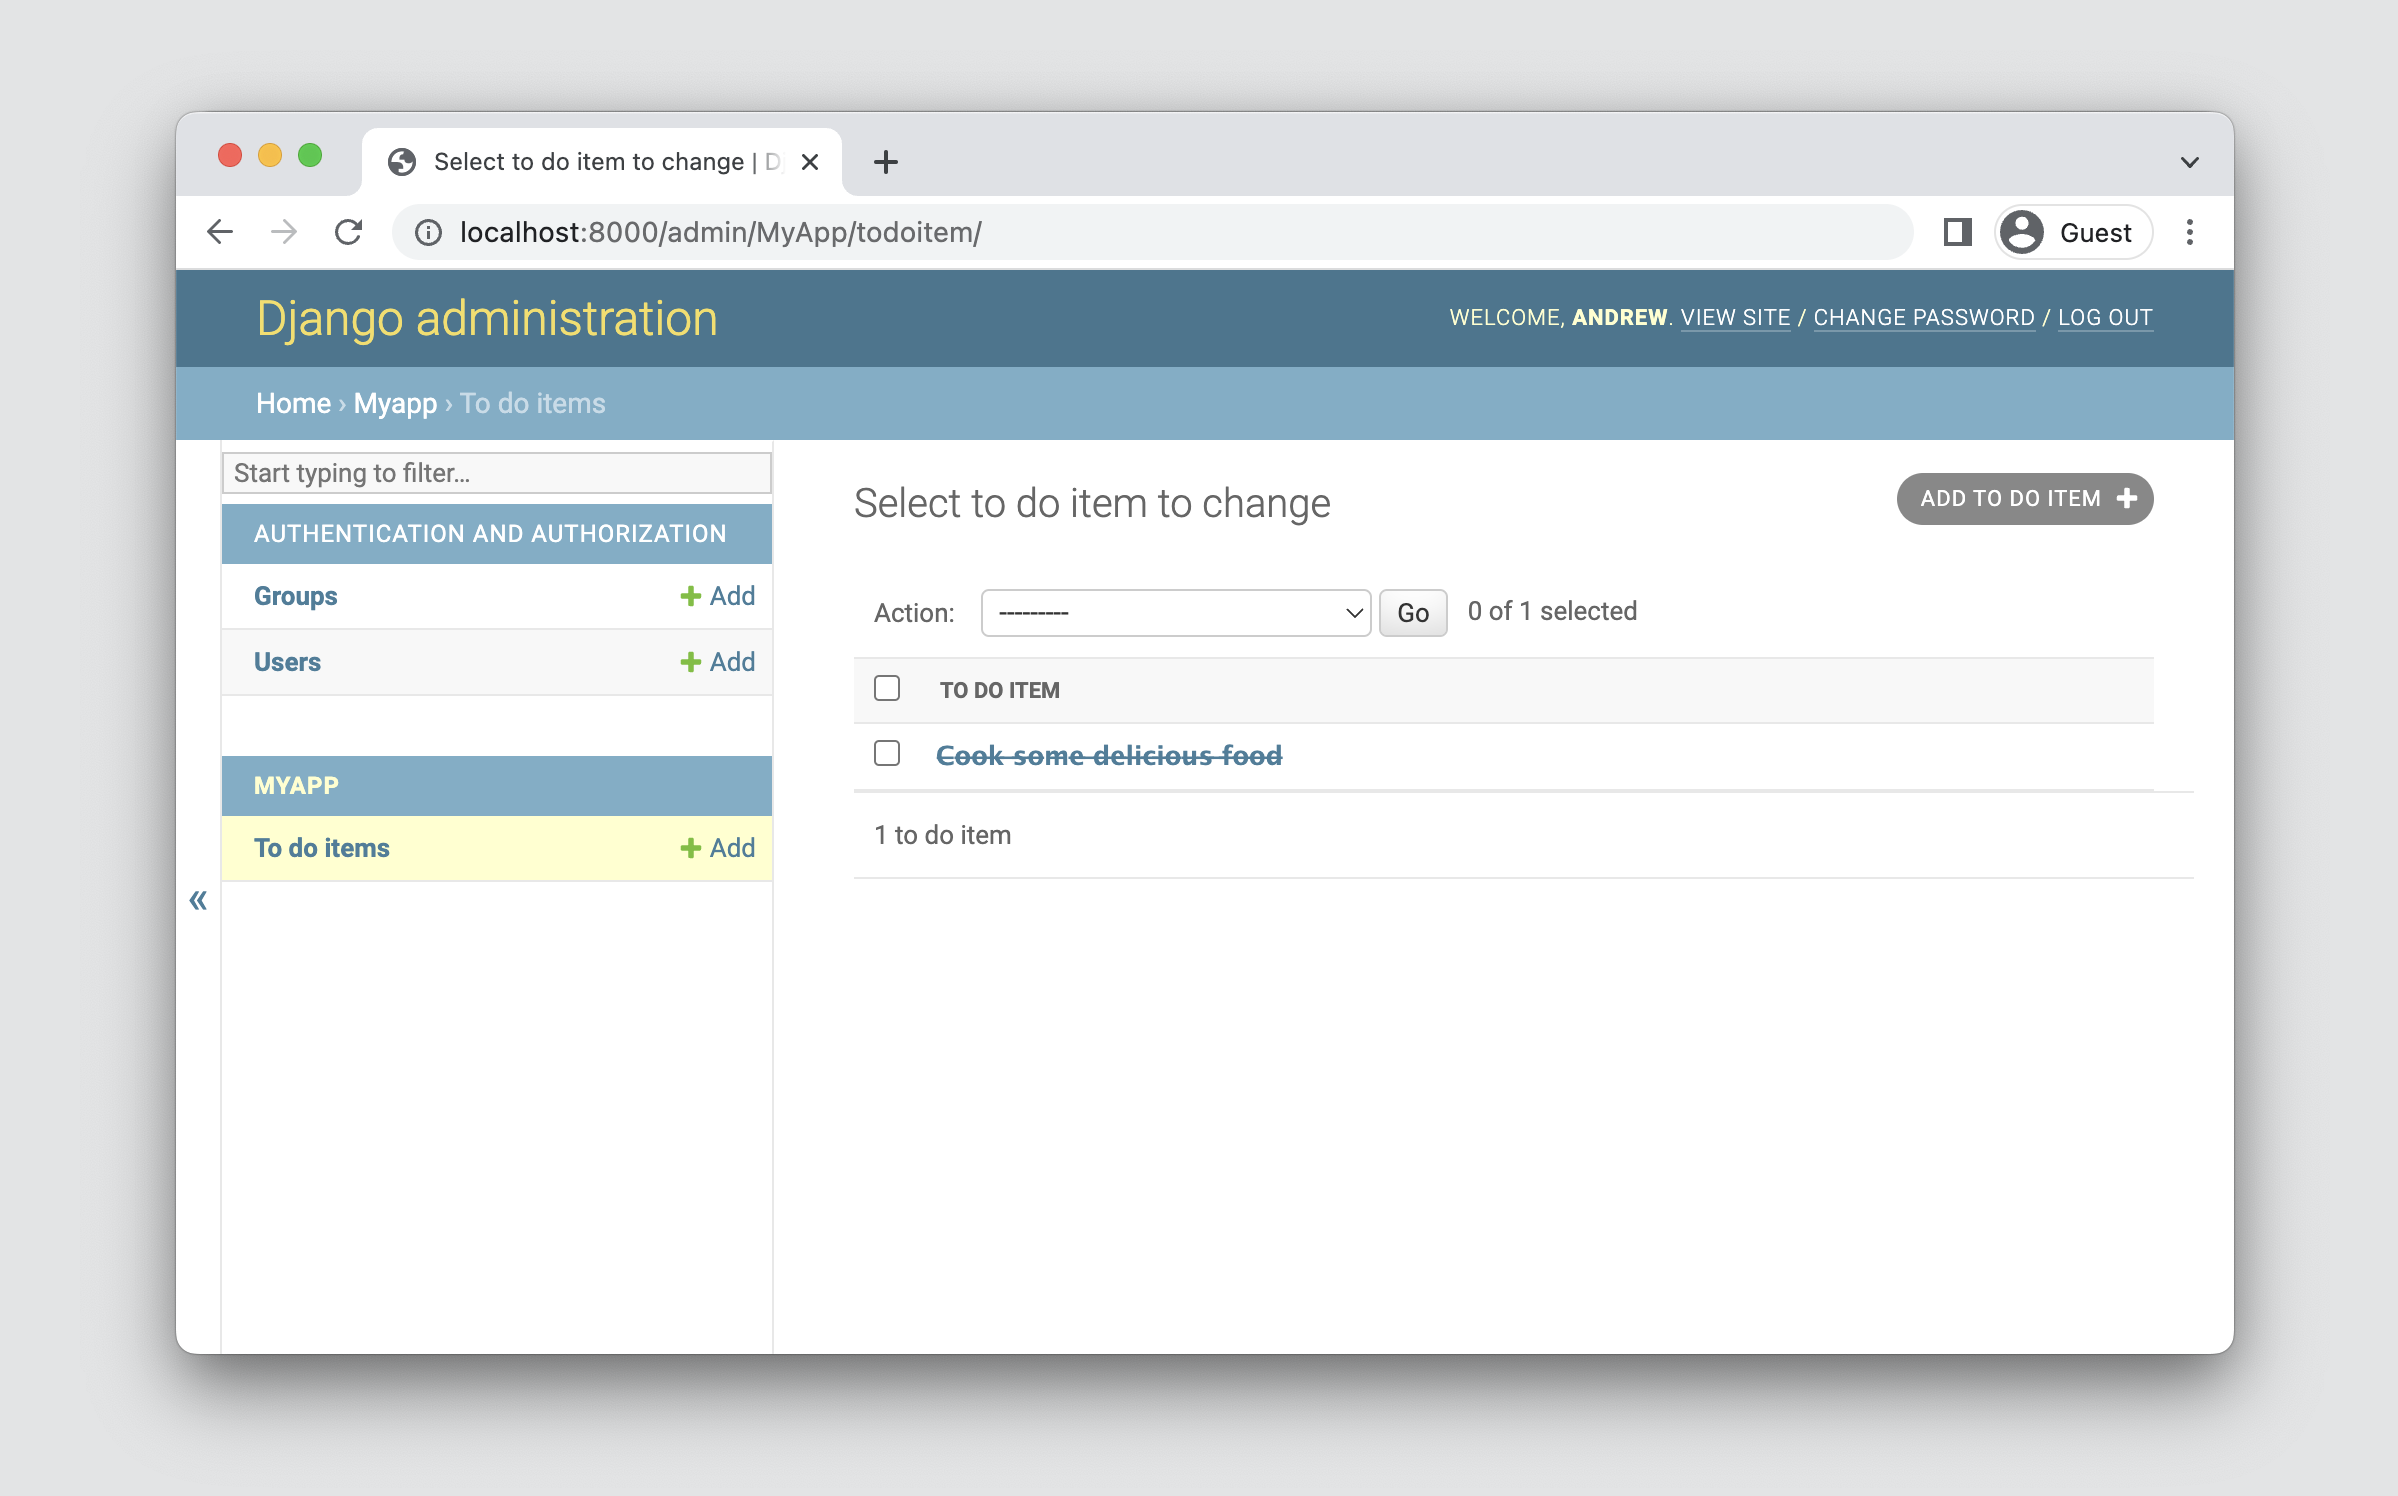 Select to do item to change | D
localhost:8000/admin/MyApp/todoitem/
Guest
Django administration
WELCOME, ANDREW. VIEW SITE / CHANGE PASSWORD / LOG OUT
Home › Myapp › To do items
Start typing to filter…
AUTHENTICATION AND AUTHORIZATION
Groups
Add
Users
Add
MYAPP
To do items
Add
«
Select to do item to change
ADD TO DO ITEM
Action:
---------
Go
0 of 1 selected
TO DO ITEM
Cook some delicious food
1 to do item